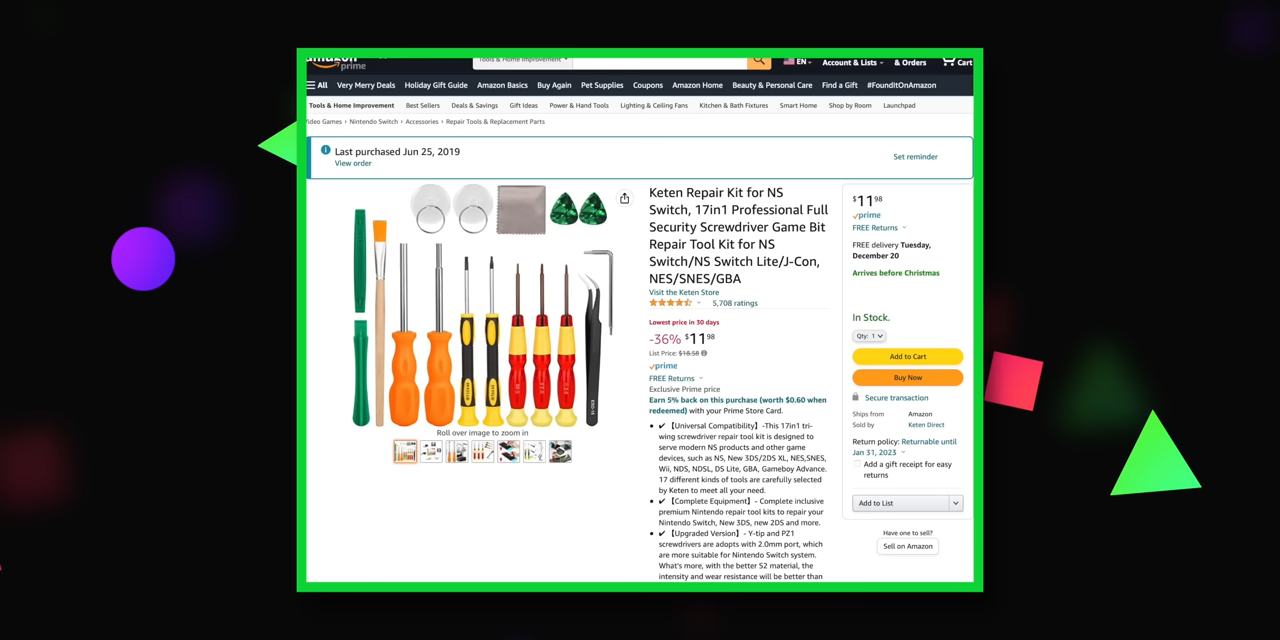 amazon
prime
Tools & Home Improvement
EN
Account & Lists
& Orders
Cart
All Very Merry Deals Holiday Gift Guide Amazon Basics Buy Again Pet Supplies Coupons Amazon Home Beauty & Personal Care Find a Gift #FoundItOnAmazon
Tools & Home Improvement Best Sellers Deals & Savings Gift Ideas Power & Hand Tools Lighting & Ceiling Fans Kitchen & Bath Fixtures Smart Home Shop by Room Launchpad
Video Games › Nintendo Switch › Accessories › Repair Tools & Replacement Parts
Last purchased Jun 25, 2019
View order
Set reminder
Roll over image to zoom in
Keten Repair Kit for NS
Switch, 17in1 Professional Full
Security Screwdriver Game Bit
Repair Tool Kit for NS
Switch/NS Switch Lite/J-Con,
NES/SNES/GBA
Visit the Keten Store
5,708 ratings
Lowest price in 30 days
-36% $11 98
List Price: $18.58
prime
FREE Returns
Exclusive Prime price
Earn 5% back on this purchase (worth $0.60 when
redeemed) with your Prime Store Card.
• ✔ 【Universal Compatibility】-This 17in1 tri-
wing screwdriver repair tool kit is designed to
serve modern NS products and other game
devices, such as NS, New 3DS/2DS XL, NES,SNES,
Wii, NDS, NDSL, DS Lite, GBA, Gameboy Advance.
17 different kinds of tools are carefully selected
by Keten to meet all your need.
• ✔ 【Complete Equipment】- Complete inclusive
premium Nintendo repair tool kits to repair your
Nintendo Switch, New 3DS, new 2DS and more.
• ✔ 【Upgraded Version】- Y-tip and PZ1
screwdrivers are adopts with 2.0mm port, which
are more suitable for Nintendo Switch system.
What's more, with the better S2 material, the
intensity and wear resistance will be better than
$11 98
prime
FREE Returns
FREE delivery Tuesday,
December 20
Arrives before Christmas
In Stock.
Qty: 1
Add to Cart
Buy Now
Secure transaction
Ships from Amazon
Sold by Keten Direct
Return policy: Returnable until
Jan 31, 2023
Add a gift receipt for easy
returns
Add to List
Have one to sell?
Sell on Amazon